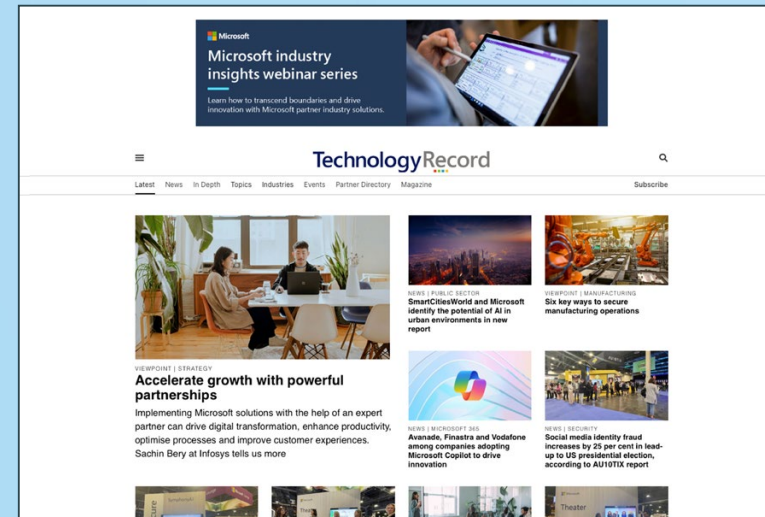 Microsoft
Microsoft industry
insights webinar series
Learn how to transcend boundaries and drive
innovation with Microsoft partner industry solutions.
TechnologyRecord
Latest News In Depth Topics Industries Events Partner Directory Magazine Subscribe
VIEWPOINT | STRATEGY
Accelerate growth with powerful
partnerships
Implementing Microsoft solutions with the help of an expert
partner can drive digital transformation, enhance productivity,
optimise processes and improve customer experiences.
Sachin Bery at Infosys tells us more
NEWS | PUBLIC SECTOR
SmartCitiesWorld and Microsoft
identify the potential of AI in
urban environments in new
report
VIEWPOINT | MANUFACTURING
Six key ways to secure
manufacturing operations
NEWS | MICROSOFT 365
Avanade, Finastra and Vodafone
among companies adopting
Microsoft Copilot to drive
innovation
NEWS | SECURITY
Social media identity fraud
increases by 25 per cent in lead-
up to US presidential election,
according to AU10TIX report
Theater